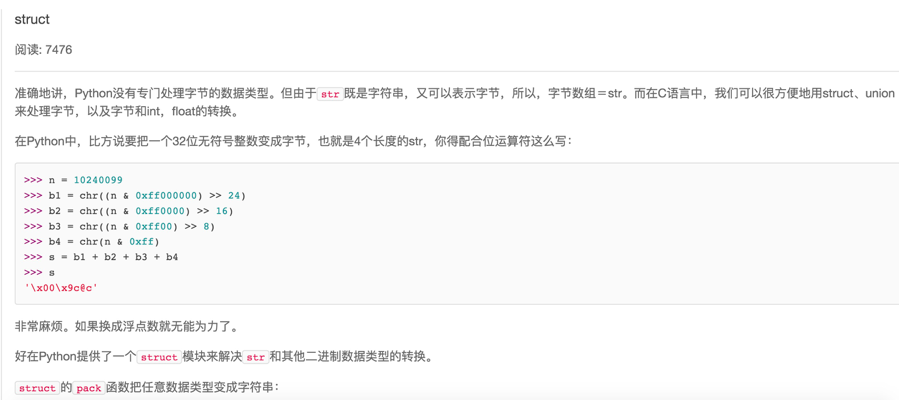 struct
阅读: 7476
准确地讲，Python没有专门处理字节的数据类型。但由于str既是字符串，又可以表示字节，所以，字节数组＝str。而在C语言中，我们可以很方便地用struct、union
来处理字节，以及字节和int，float的转换。
在Python中，比方说要把一个32位无符号整数变成字节，也就是4个长度的str，你得配合位运算符这么写：
>>> n = 10240099
>>> b1 = chr((n & 0xff000000) >> 24)
>>> b2 = chr((n & 0xff0000) >> 16)
>>> b3 = chr((n & 0xff00) >> 8)
>>> b4 = chr(n & 0xff)
>>> s = b1 + b2 + b3 + b4
>>> s
'\x00\x9c@c'
非常麻烦。如果换成浮点数就无能为力了。
好在Python提供了一个struct模块来解决str和其他二进制数据类型的转换。
struct的pack函数把任意数据类型变成字符串：